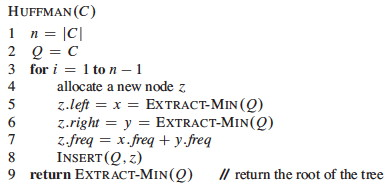 HUFFMAN(C)
1 n = |C|
2 Q = C
3 for i = 1 to n − 1
4 allocate a new node z
5 z.left = x = EXTRACT-MIN(Q)
6 z.right = y = EXTRACT-MIN(Q)
7 z.freq = x.freq + y.freq
8 INSERT(Q, z)
9 return EXTRACT-MIN(Q) // return the root of the tree